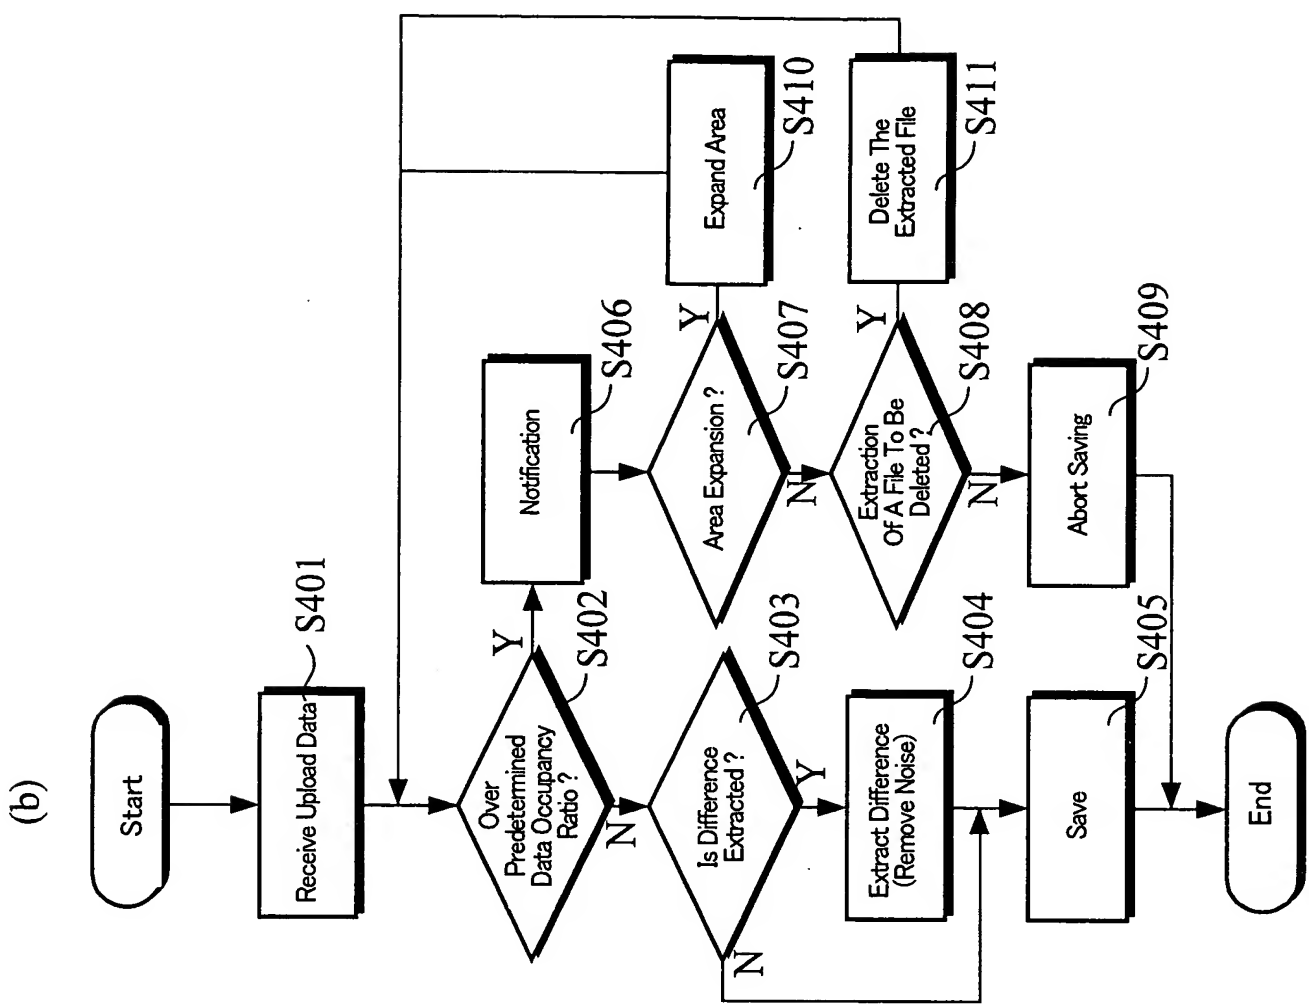 (b)
Start
Receive Upload Data
S401
Over
Predetermined
Data Occupancy
Ratio ?
S402
Y
N
Notification
S406
Is Difference
Extracted ?
S403
Y
N
Area Expansion ?
S407
Y
N
Expand Area
S410
Extract Difference
(Remove Noise)
S404
Extraction
Of A File To Be
Deleted ?
S408
Y
N
Delete The
Extracted File
S411
Save
S405
Abort Saving
S409
End